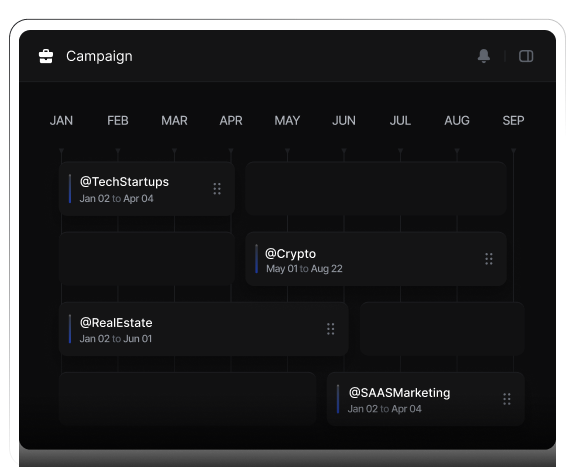 Campaign
JAN FEB MAR APR MAY JUN JUL AUG SEP
@TechStartups
Jan 02 to Apr 04
@Crypto
May 01 to Aug 22
@RealEstate
Jan 02 to Jun 01
@SAASMarketing
Jan 02 to Apr 04